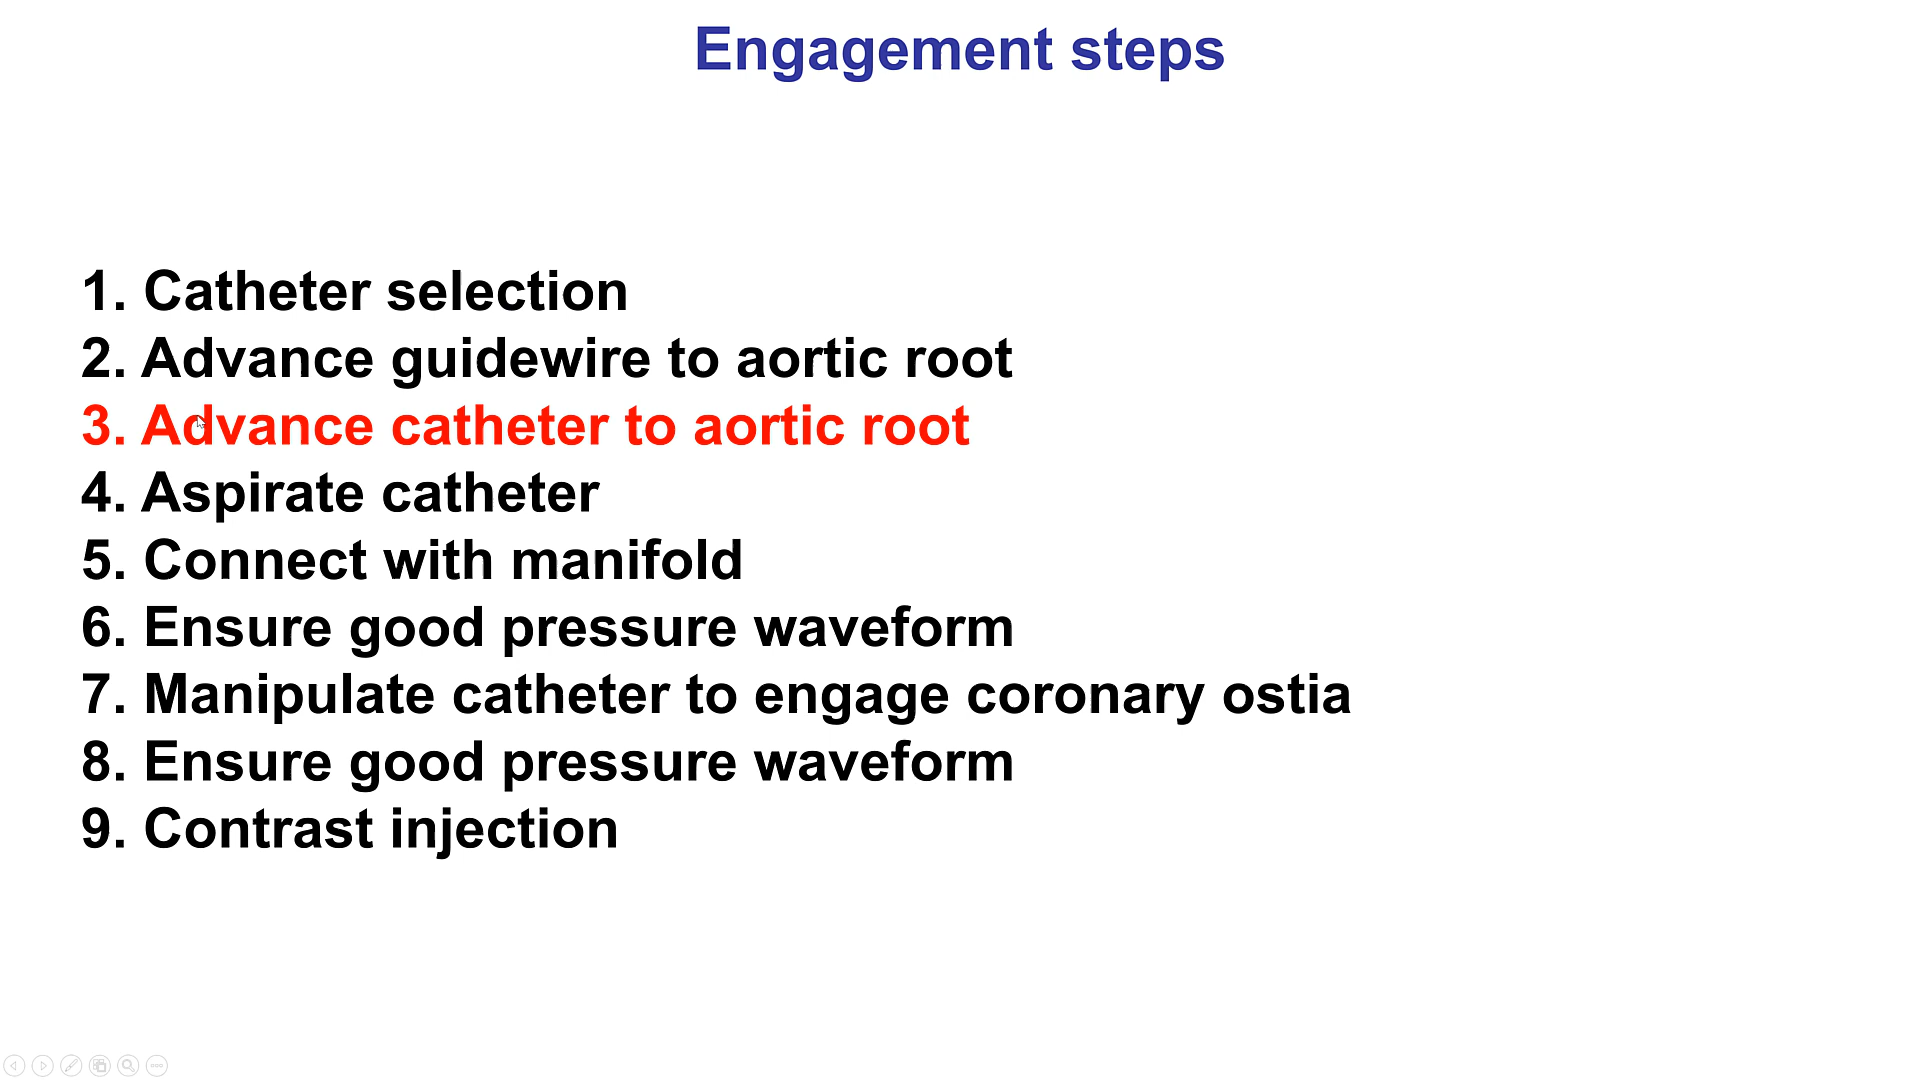 Engagement steps
1. Catheter selection
2. Advance guidewire to aortic root
3. Advance catheter to aortic root
4. Aspirate catheter
5. Connect with manifold
6. Ensure good pressure waveform
7. Manipulate catheter to engage coronary ostia
8. Ensure good pressure waveform
9. Contrast injection